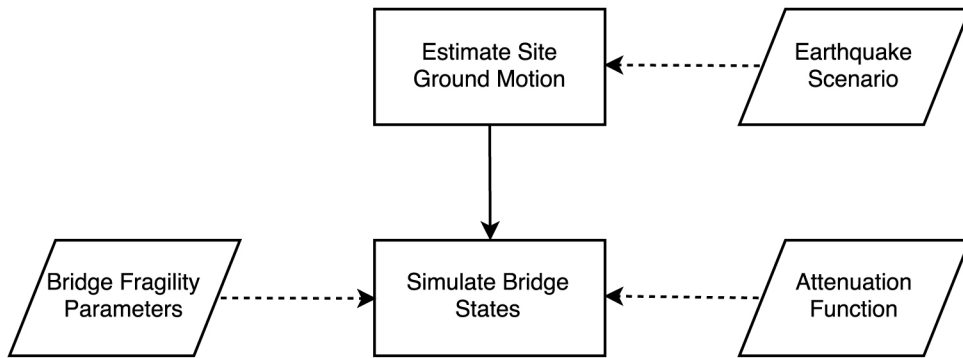 Estimate Site
Ground Motion
Earthquake
Scenario
Bridge Fragility
Parameters
Simulate Bridge
States
Attenuation
Function